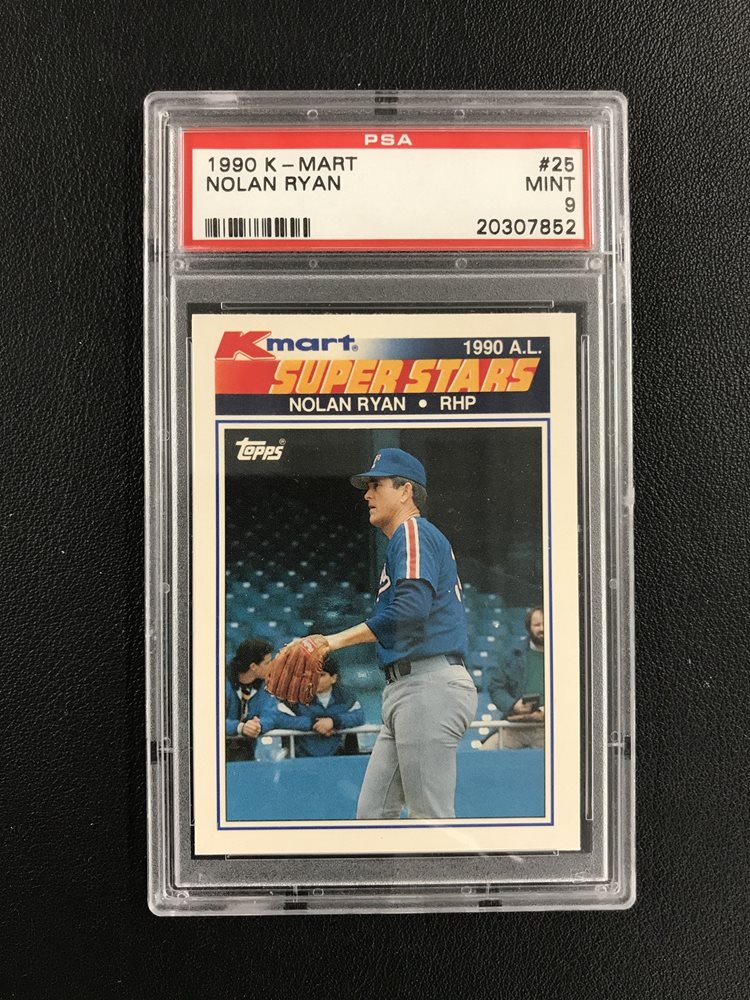 PSA
1990 K-MART #25
NOLAN RYAN MINT
9
20307852
Kmart® 1990 A.L.
SUPER STARS
NOLAN RYAN • RHP
TOPPS®